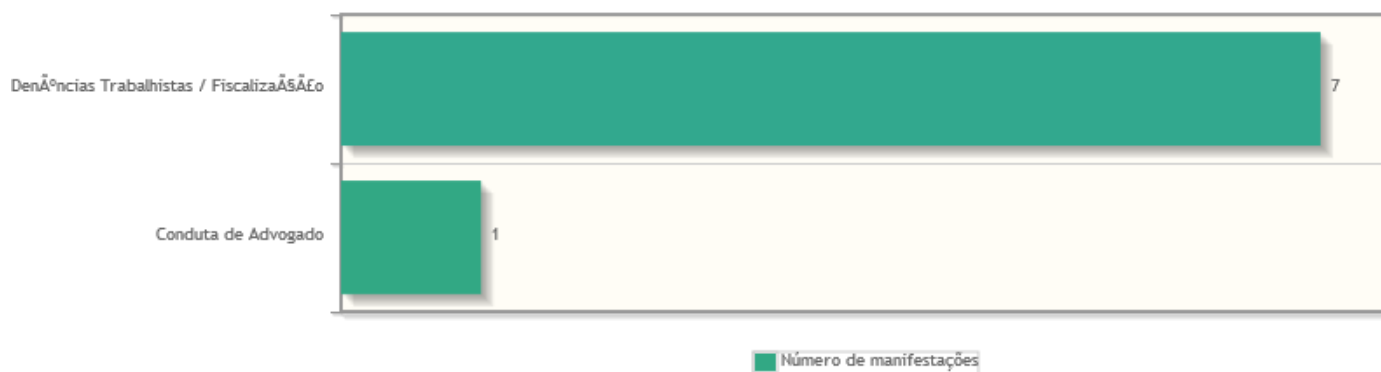 DenÃºncias Trabalhistas / FiscalizaÃ§Ã£o
7
Conduta de Advogado
1
Número de manifestações